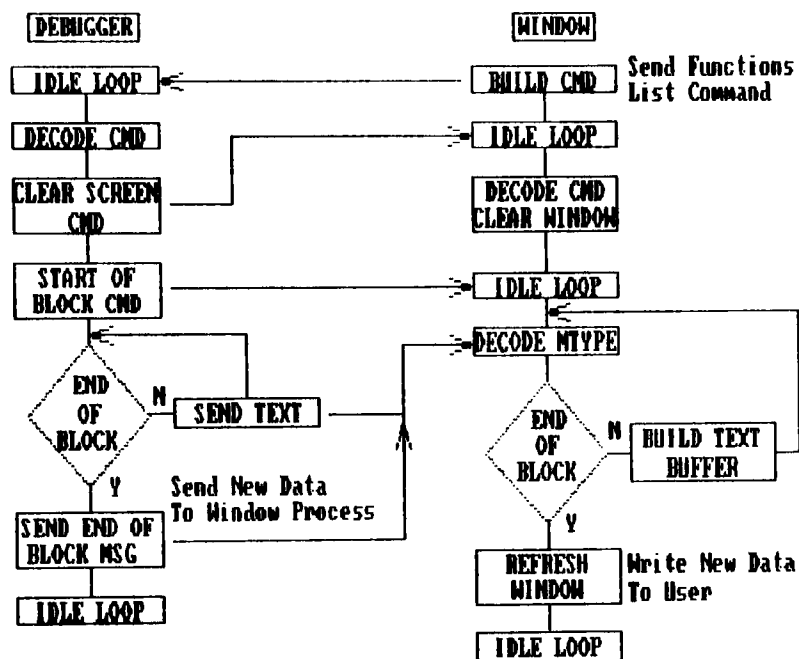 DEBUGGER
IDLE LOOP
DECODE CMD
CLEAR SCREEN
CMD
START OF
BLOCK CMD
END
OF
BLOCK
N
SEND TEXT
Y
Send New Data
To Window Process
SEND END OF
BLOCK MSG
IDLE LOOP
WINDOW
BUILD CMD
Send Functions
List Command
IDLE LOOP
DECODE CMD
CLEAR WINDOW
IDLE LOOP
DECODE MTYPE
END
OF
BLOCK
N
BUILD TEXT
BUFFER
Y
REFRESH
WINDOW
Write New Data
To User
IDLE LOOP